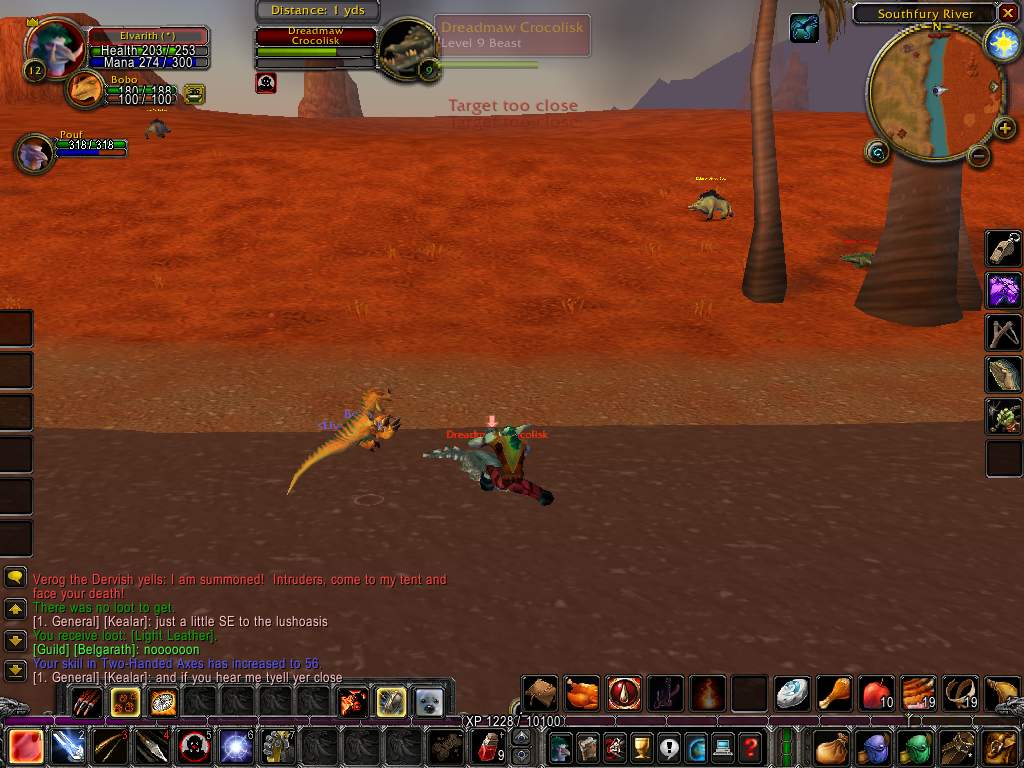 Elvarith (*)
Health 203 / 253
Mana 274 / 300
12
Bobo
180 / 188
100 / 100
Pouf
318 / 318
Distance: 1 yds
Dreadmaw
Crocolisk
9
Dreadmaw Crocolisk
Level 9 Beast
Target too close
Southfury River
N
Verog the Dervish yells: I am summoned! Intruders, come to my tent and
face your death!
There was no loot to get.
[1. General] [Kealar]: just a little SE to the lushoasis
You receive loot: [Light Leather].
[Guild] [Belgarath]: noooooon
Your skill in Two-Handed Axes has increased to 56.
[1. General] [Kealar]: and if you hear me tyell yer close
10
19
19
XP 1228 / 10100
2
3
4
5
6
9